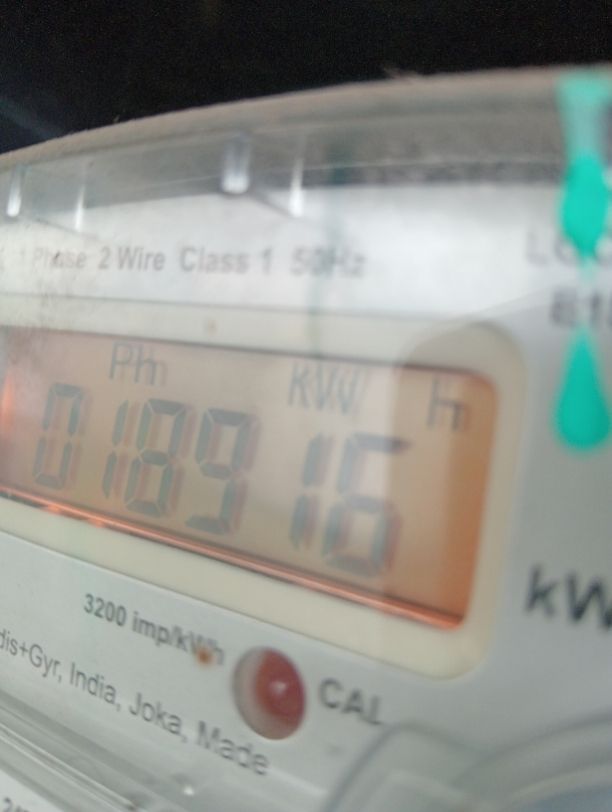 1 Phase 2 Wire Class 1 50Hz
Ph KW h
018916
3200 imp/kWh
CAL
dis+Gyr, India, Joka, Made